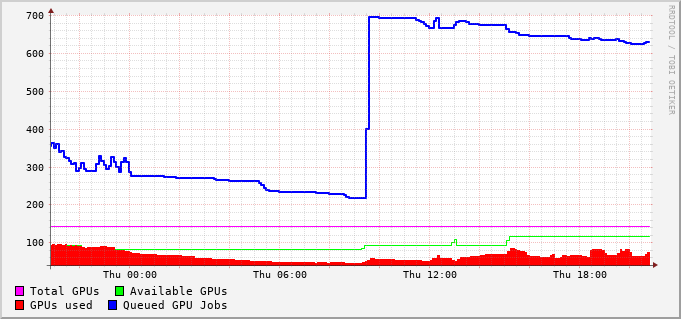 700
600
500
400
300
200
100
Thu 00:00 Thu 06:00 Thu 12:00 Thu 18:00
Total GPUs Available GPUs
GPUs used Queued GPU Jobs
RRDTOOL / TOBI OETIKER